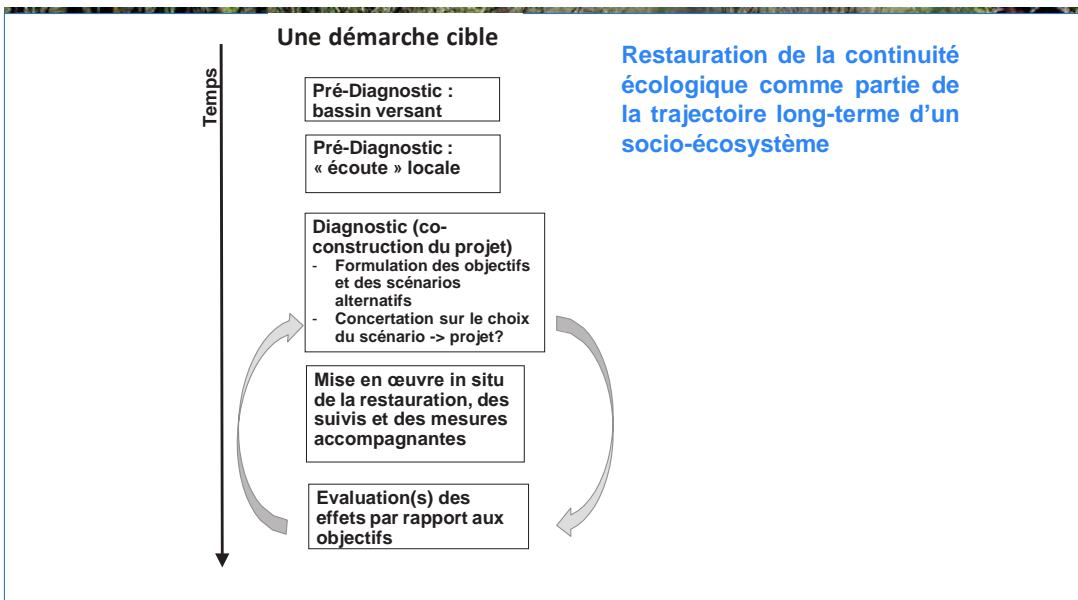 Une démarche cible
Temps
Pré-Diagnostic :
bassin versant
Pré-Diagnostic :
« écoute » locale
Diagnostic (co-
construction du projet)
- Formulation des objectifs
et des scénarios
alternatifs
- Concertation sur le choix
du scénario -> projet?
Mise en œuvre in situ
de la restauration, des
suivis et des mesures
accompagnantes
Evaluation(s) des
effets par rapport aux
objectifs
Restauration de la continuité
écologique comme partie de
la trajectoire long-terme d’un
socio-écosystème